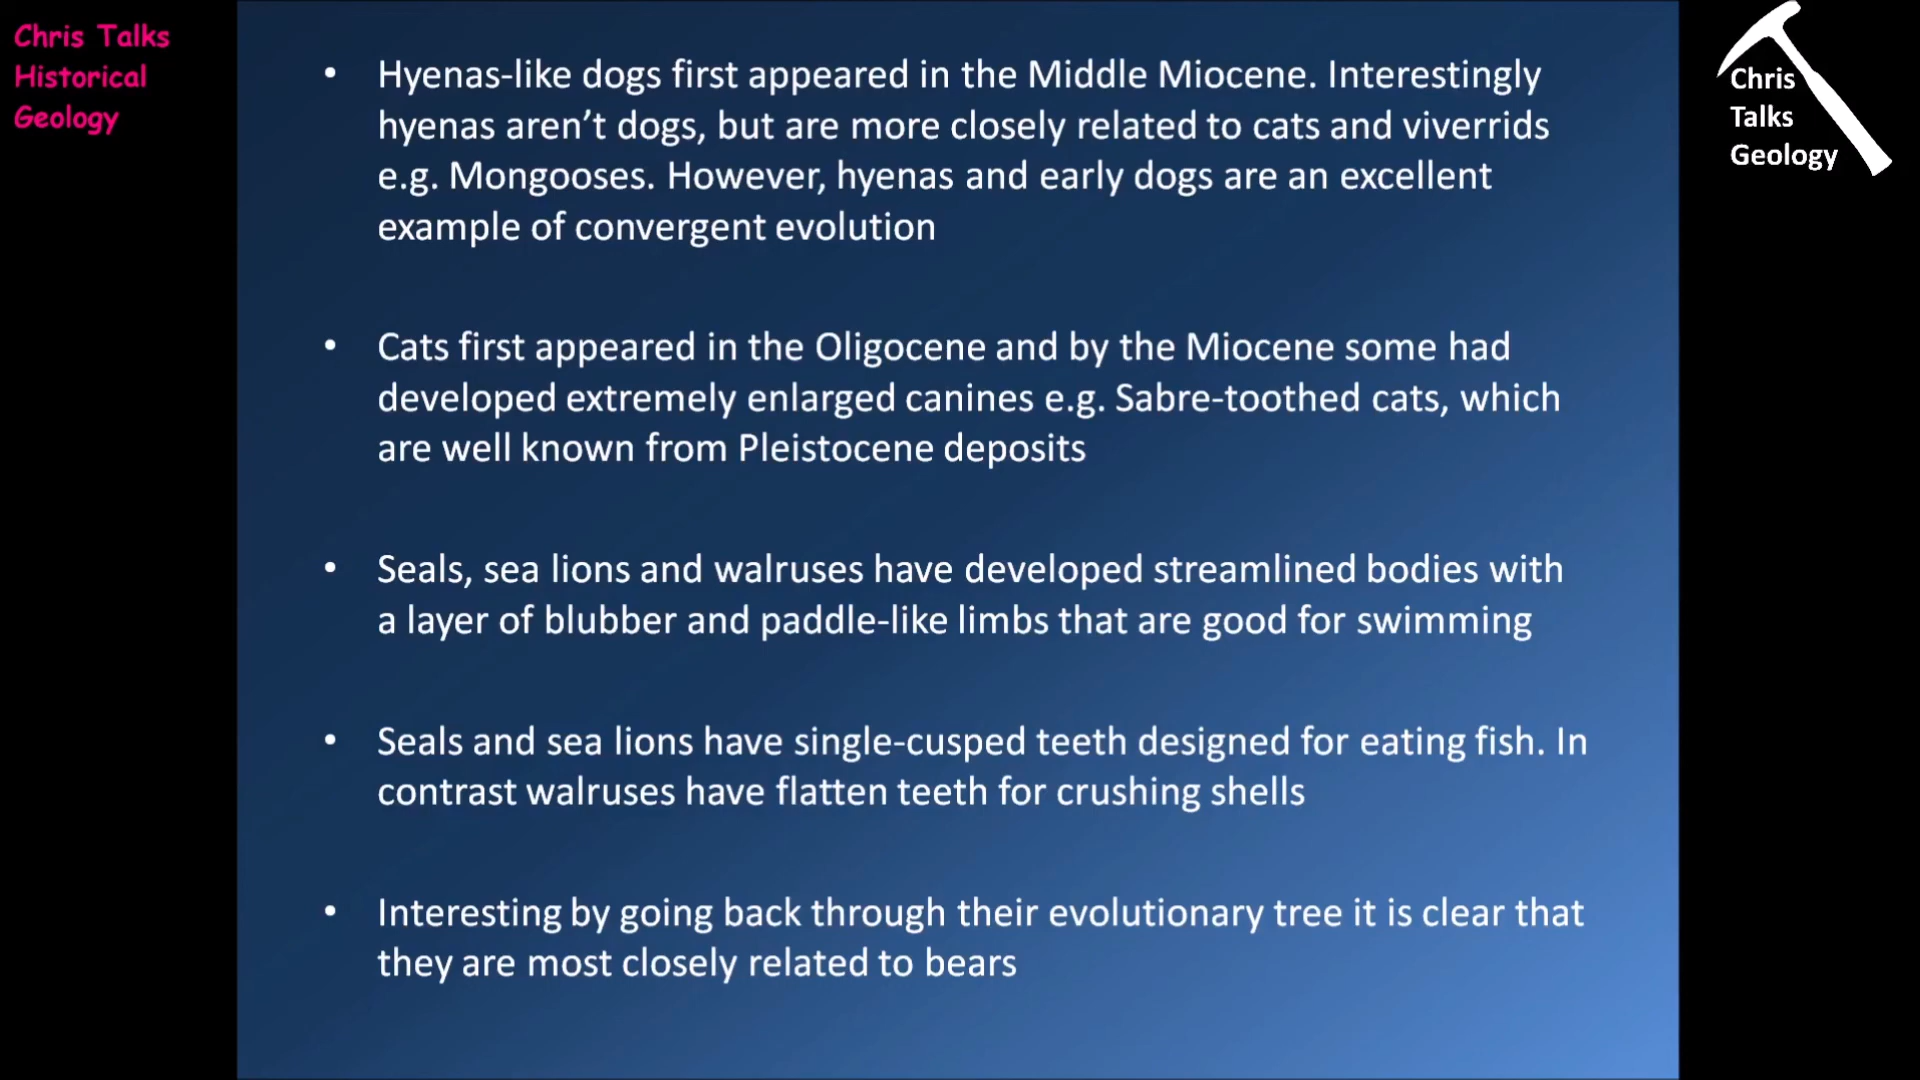 Chris Talks
Historical
Geology
• Hyenas-like dogs first appeared in the Middle Miocene. Interestingly
hyenas aren’t dogs, but are more closely related to cats and viverrids
e.g. Mongooses. However, hyenas and early dogs are an excellent
example of convergent evolution
• Cats first appeared in the Oligocene and by the Miocene some had
developed extremely enlarged canines e.g. Sabre-toothed cats, which
are well known from Pleistocene deposits
• Seals, sea lions and walruses have developed streamlined bodies with
a layer of blubber and paddle-like limbs that are good for swimming
• Seals and sea lions have single-cusped teeth designed for eating fish. In
contrast walruses have flatten teeth for crushing shells
• Interesting by going back through their evolutionary tree it is clear that
they are most closely related to bears
Chris
Talks
Geology